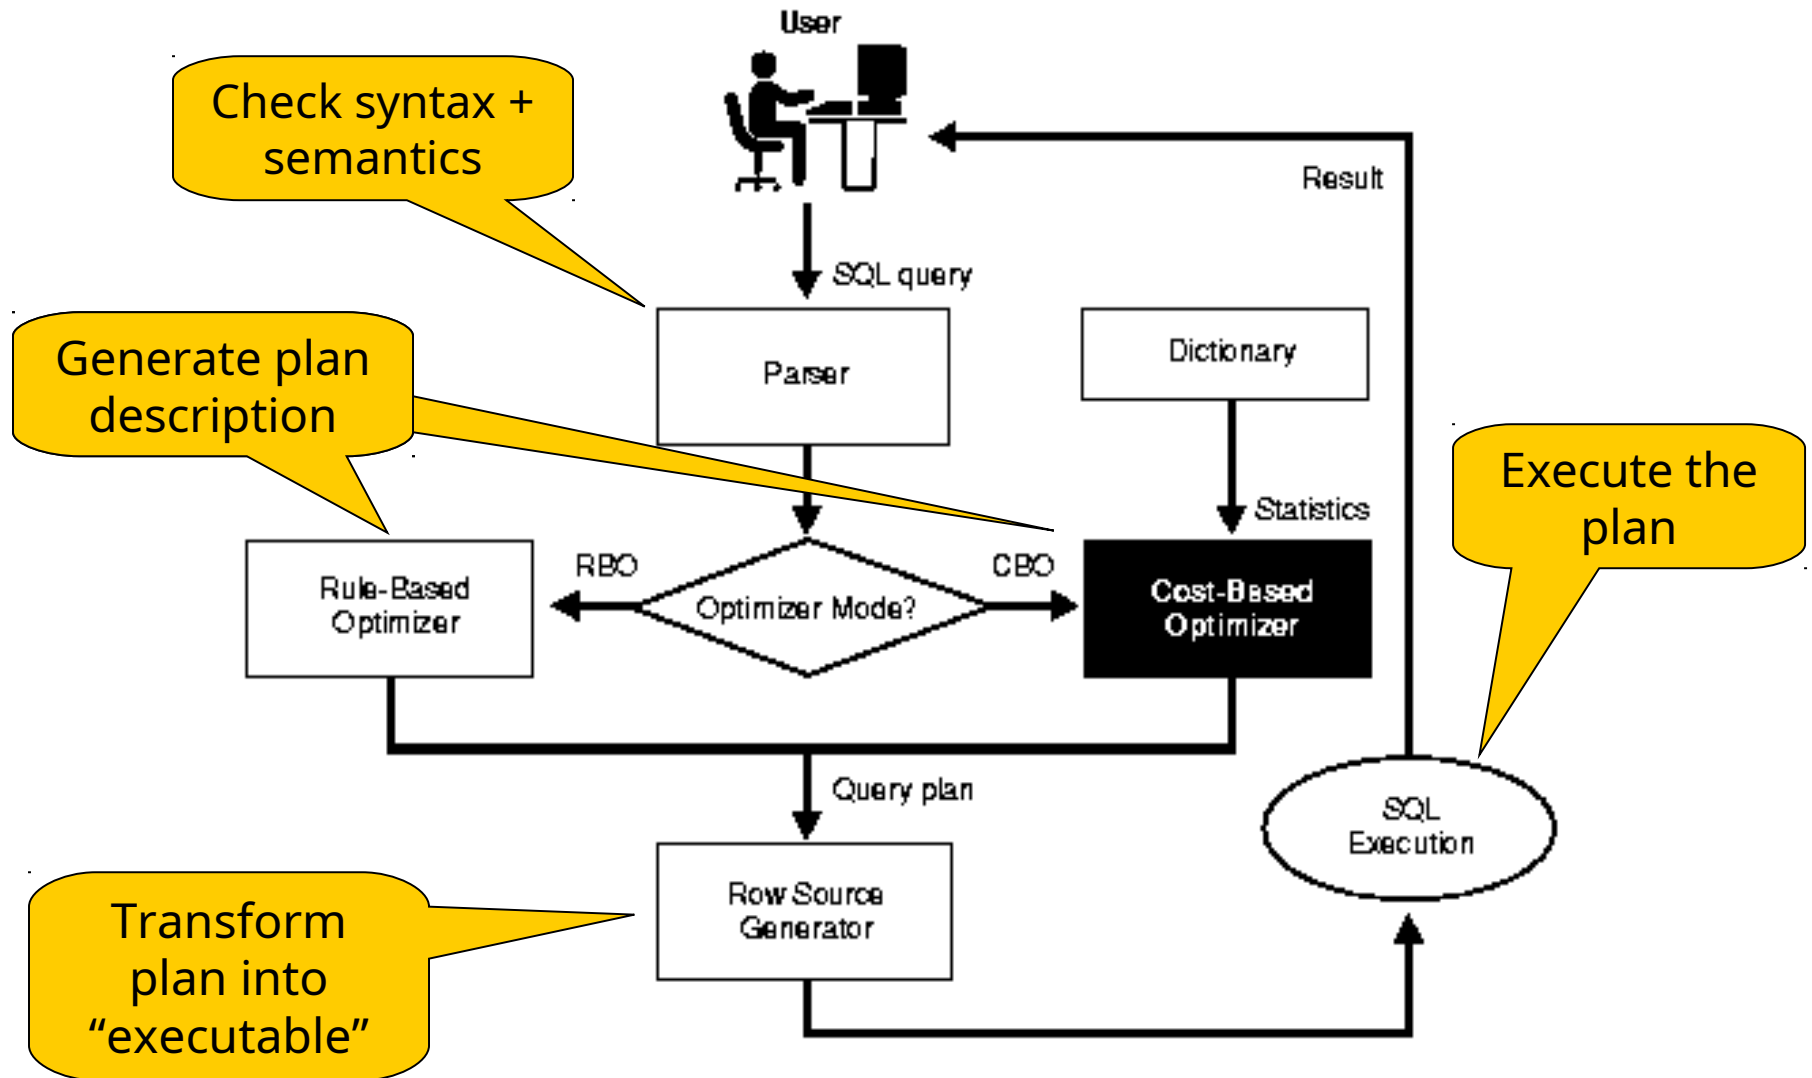 User
Check syntax +
semantics
Result
SQL query
Generate plan
description
Parser
Dictionary
Execute the
plan
Statistics
RBO
CBO
Rule-Based
Optimizer
Optimizer Mode?
Cost-Based
Optimizer
Query plan
SQL
Execution
Row Source
Generator
Transform
plan into
“executable”